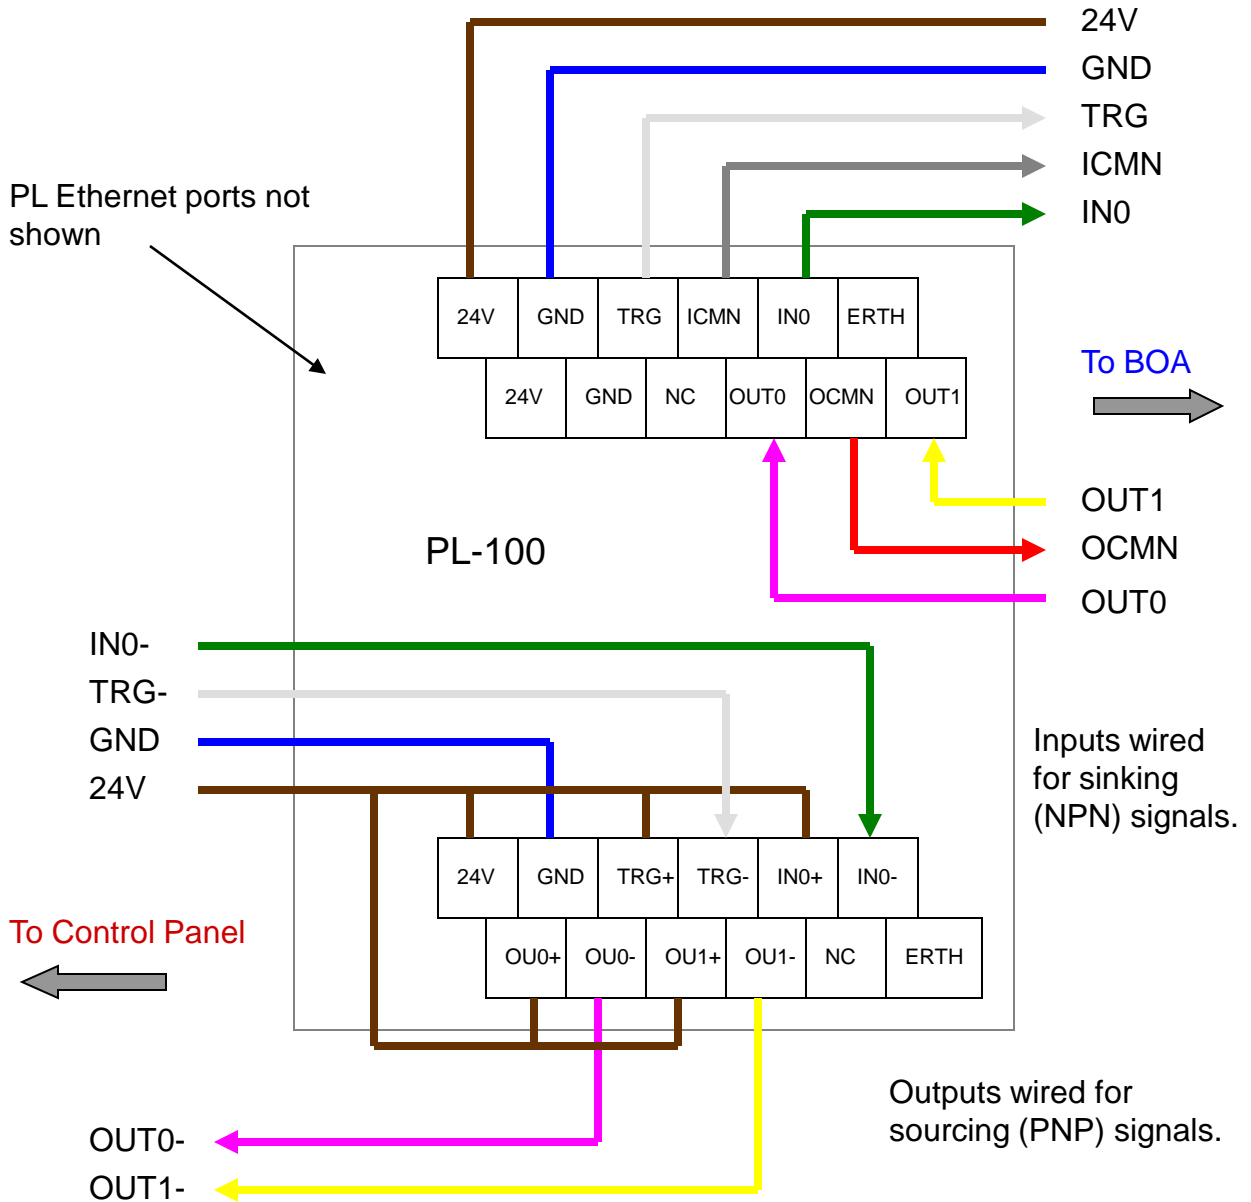 24V
GND
TRG
ICMN
IN0
PL Ethernet ports not
shown
24V GND TRG ICMN IN0 ERTH
24V GND NC OUT0 OCMN OUT1
To BOA
OUT1
OCMN
OUT0
PL-100
IN0-
TRG-
GND
24V
Inputs wired
for sinking
(NPN) signals.
24V GND TRG+ TRG- IN0+ IN0-
OU0+ OU0- OU1+ OU1- NC ERTH
To Control Panel
Outputs wired for
sourcing (PNP) signals.
OUT0-
OUT1-